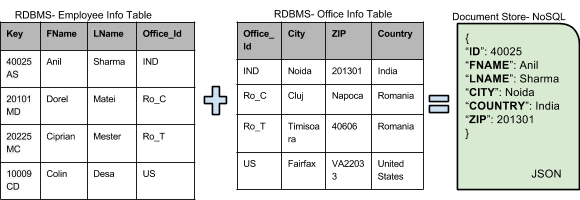 RDBMS- Employee Info Table
Key FName LName Office_Id
40025 AS Anil Sharma IND
20101 MD Dorel Matei Ro_C
20225 MC Ciprian Mester Ro_T
10009 CD Colin Desa US
RDBMS- Office Info Table
Office_ Id City ZIP Country
IND Noida 201301 India
Ro_C Cluj Napoca Romania
Ro_T Timisoa ra 40606 Romania
US Fairfax VA2203 3 United States
Document Store- NoSQL
{
"ID": 40025
"FNAME": Anil
"LNAME": Sharma
"CITY": Noida
"COUNTRY": India
"ZIP": 201301
}
JSON